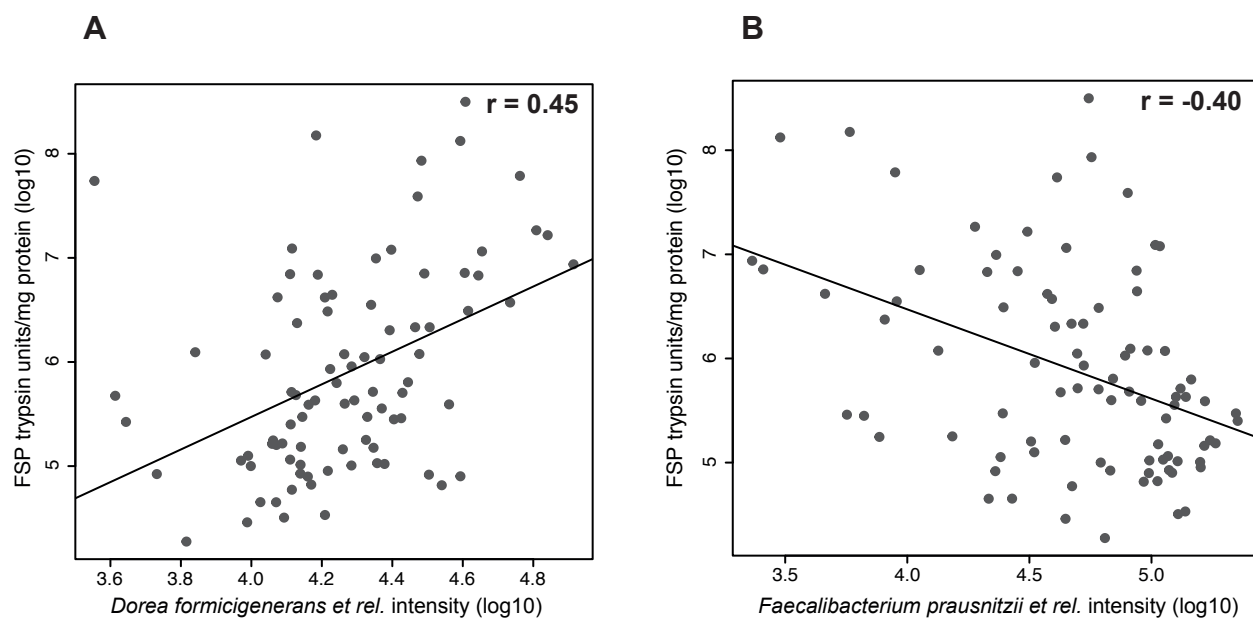 A
r = 0.45
FSP trypsin units/mg protein (log10)
8
7
6
5
3.6 3.8 4.0 4.2 4.4 4.6 4.8
Dorea formicigenerans et rel. intensity (log10)
B
r = -0.40
FSP trypsin units/mg protein (log10)
8
7
6
5
3.5 4.0 4.5 5.0
Faecalibacterium prausnitzii et rel. intensity (log10)